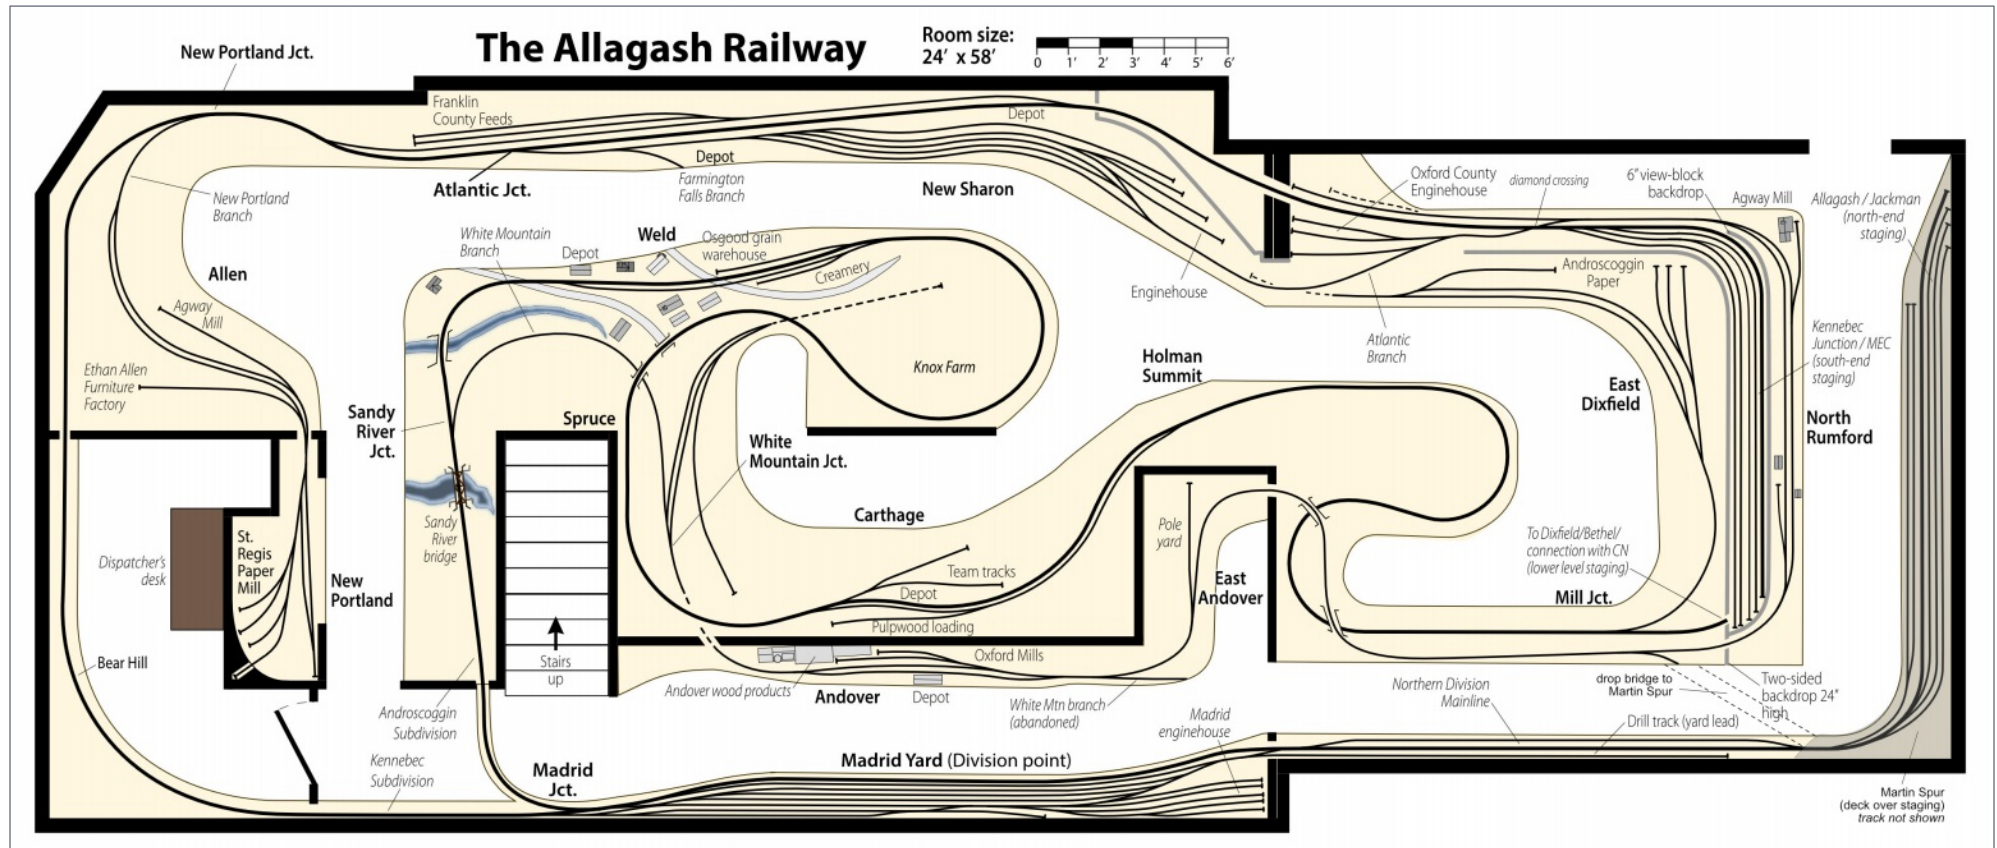 The Allagash Railway
Room size:
24′ x 58′
0 1′ 2′ 3′ 4′ 5′ 6′
New Portland Jct.
Franklin
County Feeds
Depot
Atlantic Jct.
Depot
Farmington
Falls Branch
New Sharon
New Portland
Branch
Allen
Agway
Mill
Ethan Allen
Furniture
Factory
White Mountain
Branch
Depot
Weld
Osgood grain
warehouse
Creamery
Knox Farm
Enginehouse
Oxford County
Enginehouse
diamond crossing
6″ view-block
backdrop
Agway Mill
Allagash / Jackman
(north-end
staging)
Androscoggin
Paper
Atlantic
Branch
Kennebec
Junction / MEC
(south-end
staging)
Holman
Summit
East
Dixfield
North
Rumford
Sandy
River
Jct.
Spruce
White
Mountain Jct.
Carthage
Sandy
River
bridge
Dispatcher's
desk
St.
Regis
Paper
Mill
New
Portland
Pole
yard
Team tracks
Depot
Pulpwood loading
East
Andover
To Dixfield/Bethel/
connection with CN
(lower level staging)
Mill Jct.
Bear Hill
Stairs
up
Oxford Mills
Andover wood products
Andover
Depot
White Mtn branch
(abandoned)
Androscoggin
Subdivision
Kennebec
Subdivision
Madrid
Jct.
Madrid Yard (Division point)
Madrid
enginehouse
Northern Division
Mainline
drop bridge to
Martin Spur
Two-sided
backdrop 24″
high
Drill track (yard lead)
Martin Spur
(deck over staging)
track not shown